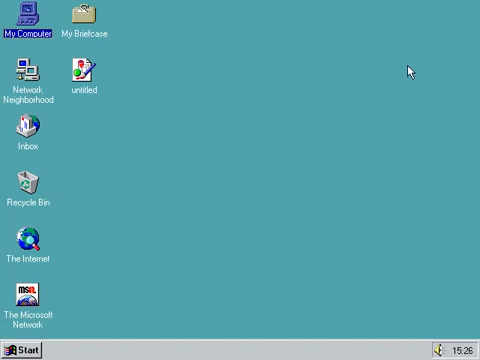 My Computer
My Briefcase
Network
Neighborhood
untitled
Inbox
Recycle Bin
The Internet
msn
The Microsoft
Network
Start
15:26